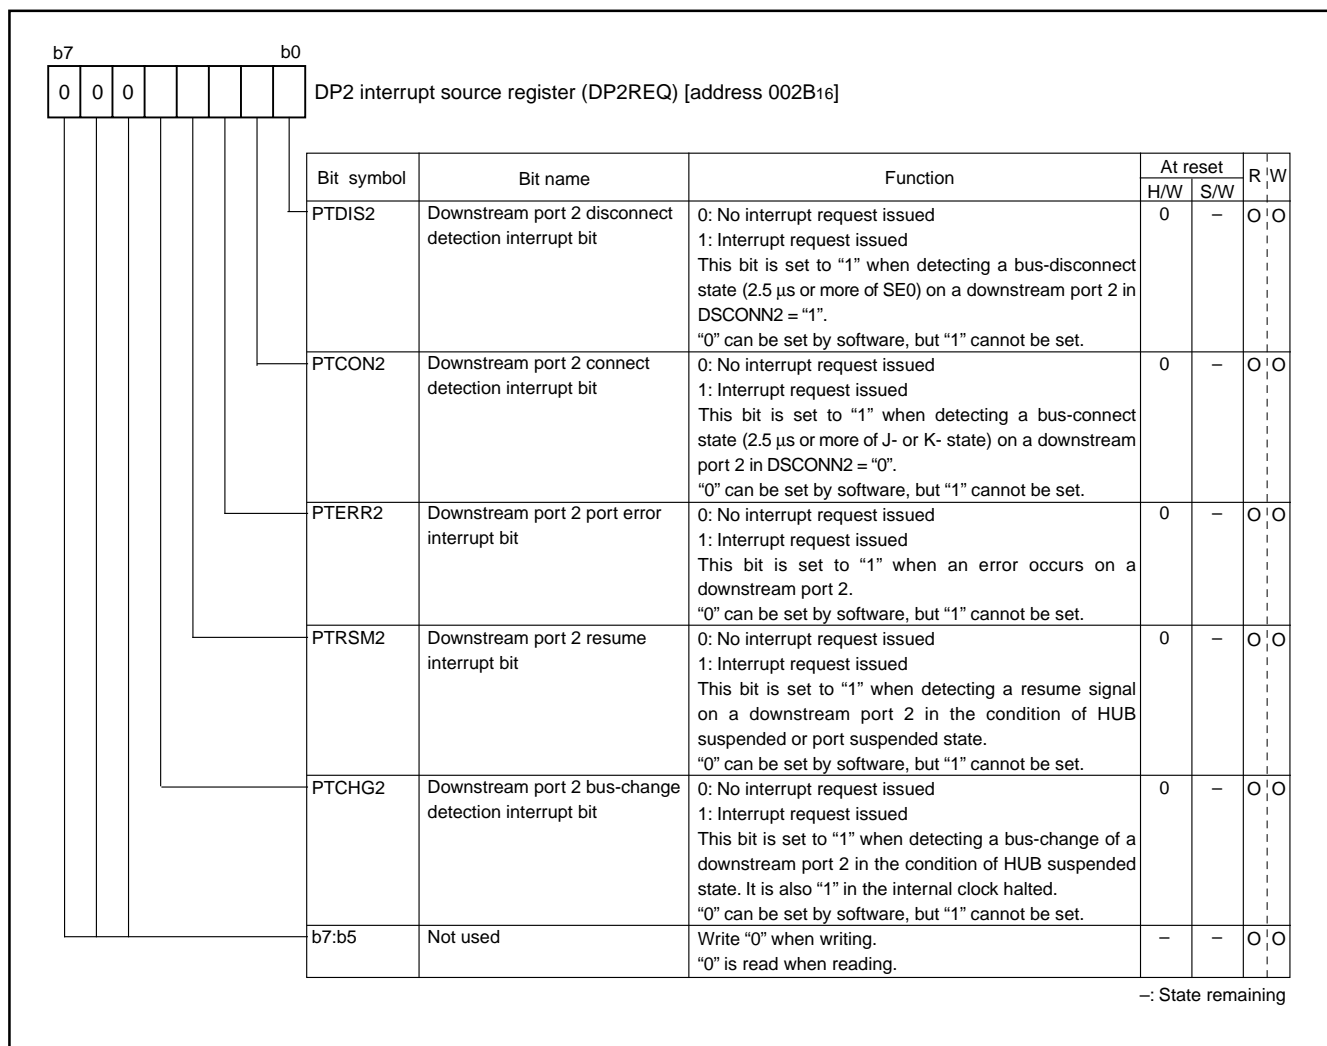 b7 b0
0 0 0
DP2 interrupt source register (DP2REQ) [address 002B16]
Bit symbol Bit name Function At reset R W
H/W S/W
PTDIS2 Downstream port 2 disconnect 0: No interrupt request issued 0 – O O
detection interrupt bit 1: Interrupt request issued
This bit is set to “1” when detecting a bus-disconnect
state (2.5 μs or more of SE0) on a downstream port 2 in
DSCONN2 = “1”.
“0” can be set by software, but “1” cannot be set.
PTCON2 Downstream port 2 connect 0: No interrupt request issued 0 – O O
detection interrupt bit 1: Interrupt request issued
This bit is set to “1” when detecting a bus-connect
state (2.5 μs or more of J- or K- state) on a downstream
port 2 in DSCONN2 = “0”.
“0” can be set by software, but “1” cannot be set.
PTERR2 Downstream port 2 port error 0: No interrupt request issued 0 – O O
interrupt bit 1: Interrupt request issued
This bit is set to “1” when an error occurs on a
downstream port 2.
“0” can be set by software, but “1” cannot be set.
PTRSM2 Downstream port 2 resume 0: No interrupt request issued 0 – O O
interrupt bit 1: Interrupt request issued
This bit is set to “1” when detecting a resume signal
on a downstream port 2 in the condition of HUB
suspended or port suspended state.
“0” can be set by software, but “1” cannot be set.
PTCHG2 Downstream port 2 bus-change 0: No interrupt request issued 0 – O O
detection interrupt bit 1: Interrupt request issued
This bit is set to “1” when detecting a bus-change of a
downstream port 2 in the condition of HUB suspended
state. It is also “1” in the internal clock halted.
“0” can be set by software, but “1” cannot be set.
b7:b5 Not used Write “0” when writing. – – O O
“0” is read when reading.
–: State remaining